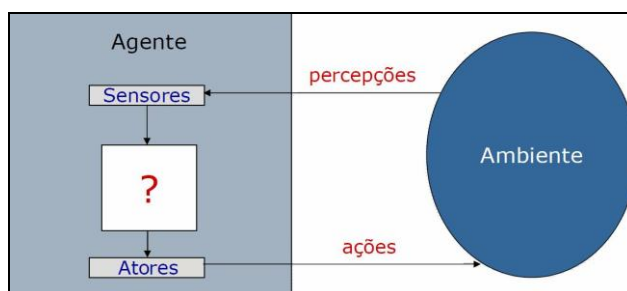 Agente
percepções
Sensores
Ambiente
?
ações
Atores